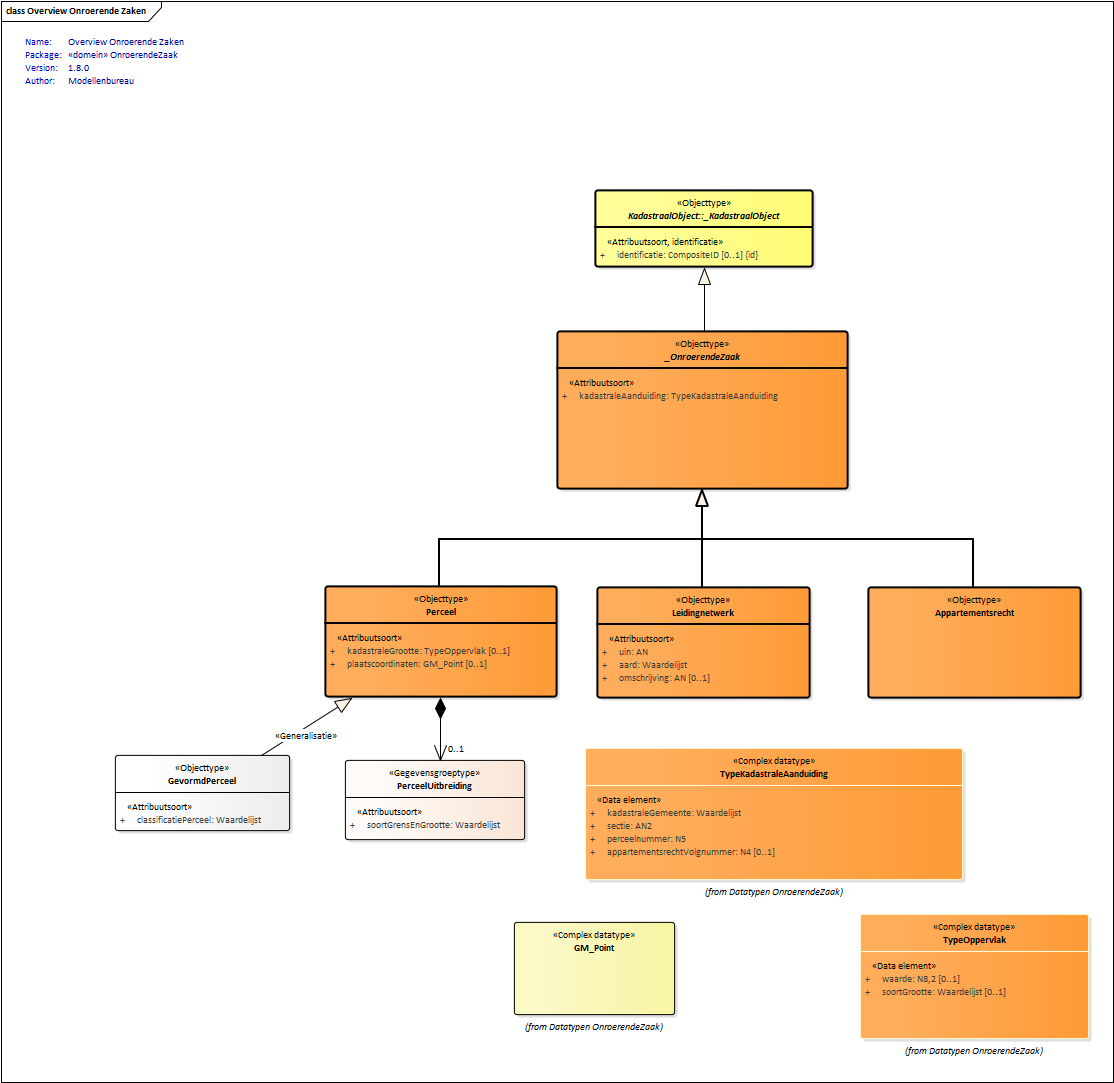 class Overview Onroerende Zaken
Name: Overview Onroerende Zaken
Package: «domein» OnroerendeZaak
Version: 1.8.0
Author: Modellenbureau
«Objecttype»
KadastraalObject::_KadastraalObject
«Attribuutsoort, identificatie»
+ identificatie: CompositeID [0..1] {id}
«Objecttype»
_OnroerendeZaak
«Attribuutsoort»
+ kadastraleAanduiding: TypeKadastraleAanduiding
«Objecttype»
Perceel
«Attribuutsoort»
+ kadastraleGrootte: TypeOppervlak [0..1]
+ plaatscoordinaten: GM_Point [0..1]
«Objecttype»
Leidingnetwerk
«Attribuutsoort»
+ uin: AN
+ aard: Waardelijst
+ omschrijving: AN [0..1]
«Objecttype»
Appartementsrecht
«Generalisatie»
0..1
«Objecttype»
GevormdPerceel
«Attribuutsoort»
+ classificatiePerceel: Waardelijst
«Gegevensgroeptype»
PerceelUitbreiding
«Attribuutsoort»
+ soortGrensEnGrootte: Waardelijst
«Complex datatype»
TypeKadastraleAanduiding
«Data element»
+ kadastraleGemeente: Waardelijst
+ sectie: AN2
+ perceelnummer: N5
+ appartementsrechtVolgnummer: N4 [0..1]
(from Datatypen OnroerendeZaak)
«Complex datatype»
GM_Point
(from Datatypen OnroerendeZaak)
«Complex datatype»
TypeOppervlak
«Data element»
+ waarde: N8,2 [0..1]
+ soortGrootte: Waardelijst [0..1]
(from Datatypen OnroerendeZaak)